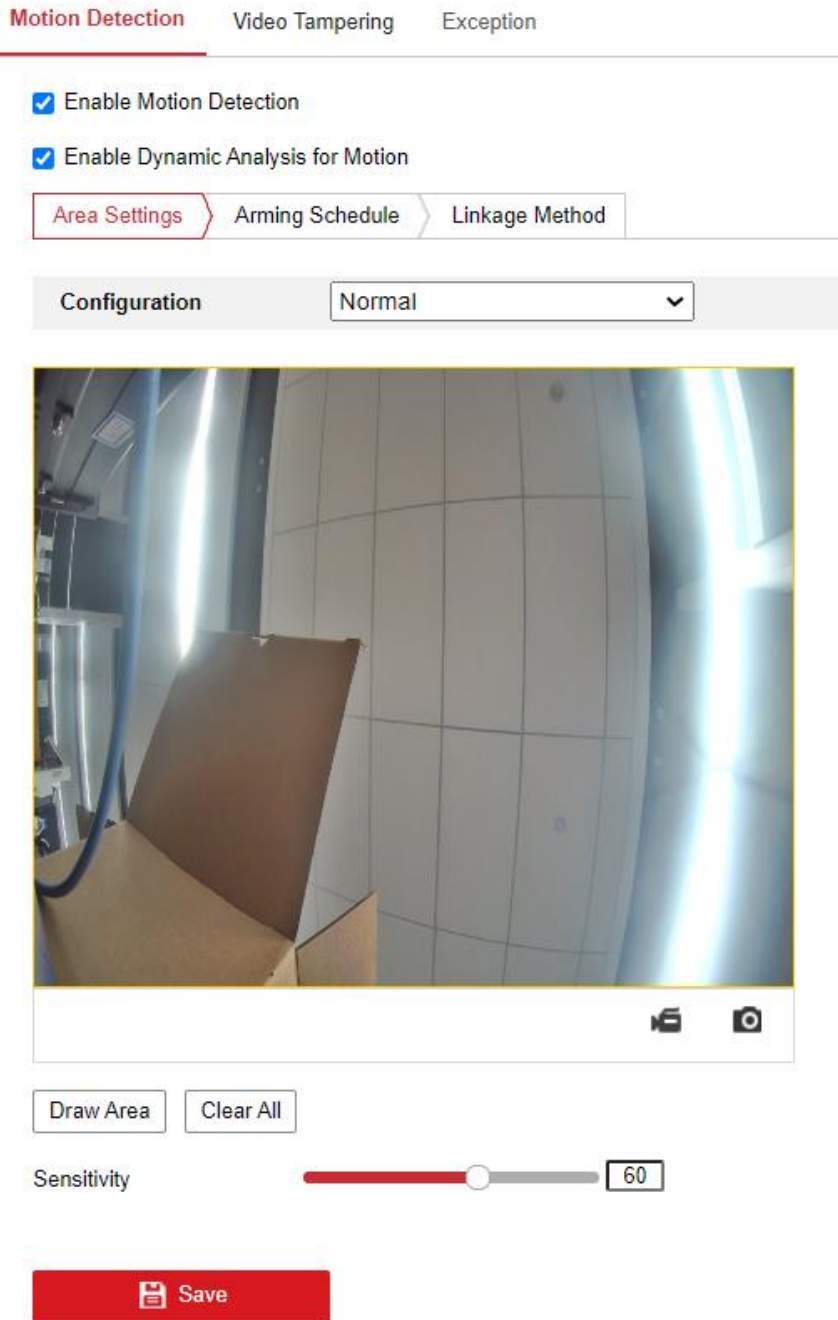 Motion Detection Video Tampering Exception
Enable Motion Detection
Enable Dynamic Analysis for Motion
Area Settings Arming Schedule Linkage Method
Configuration Normal
Draw Area Clear All
Sensitivity 60
Save